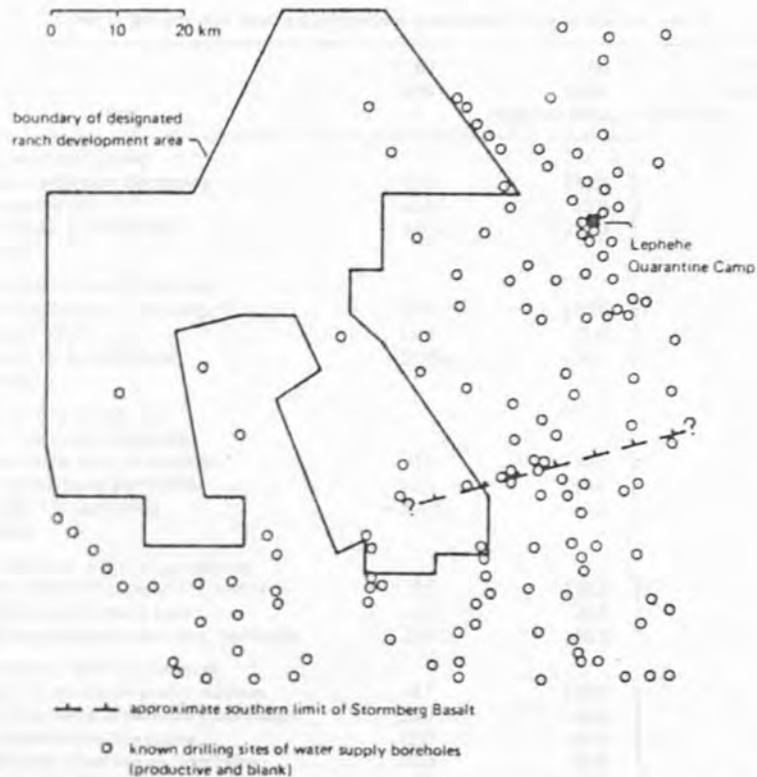 0 10 20 km
boundary of designated
ranch development area
Lephehe
Quarantine Camp
?
?
approximate southern limit of Stormberg Basalt
known drilling sites of water supply boreholes
(productive and blank)